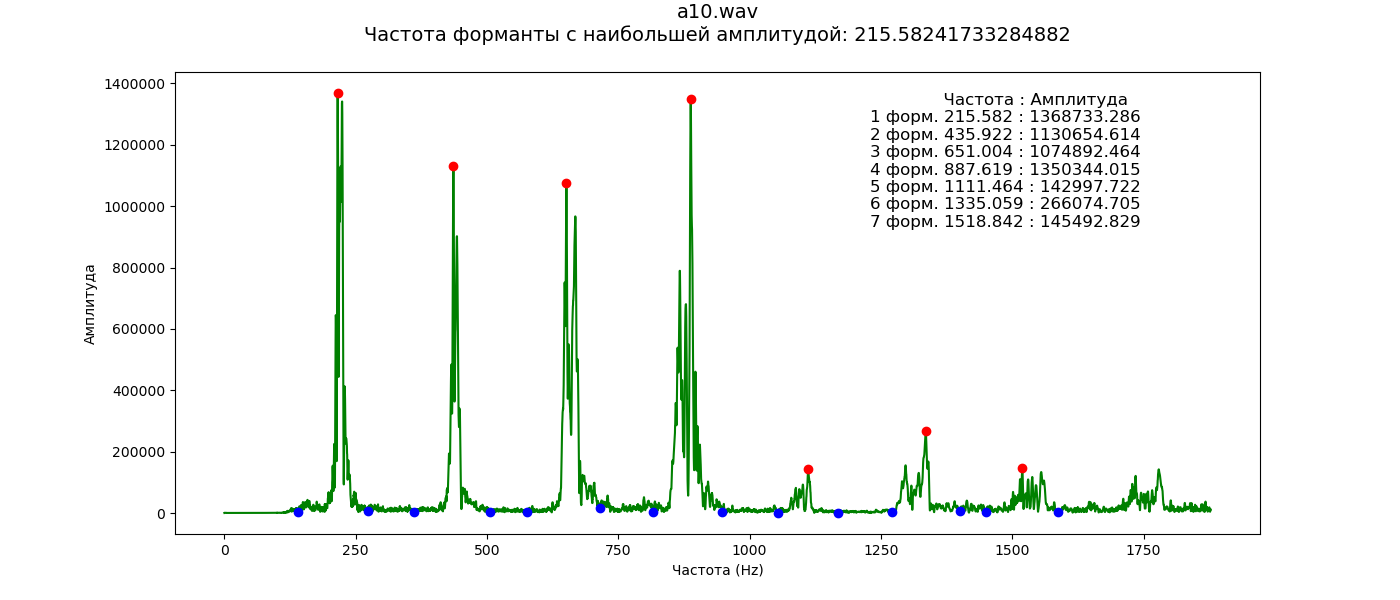 a10.wav
Частота форманты с наибольшей амплитудой: 215.58241733284882
Частота : Амплитуда
1 форм. 215.582 : 1368733.286
2 форм. 435.922 : 1130654.614
3 форм. 651.004 : 1074892.464
4 форм. 887.619 : 1350344.015
5 форм. 1111.464 : 142997.722
6 форм. 1335.059 : 266074.705
7 форм. 1518.842 : 145492.829
Амплитуда
1400000
1200000
1000000
800000
600000
400000
200000
0
0 250 500 750 1000 1250 1500 1750
Частота (Hz)